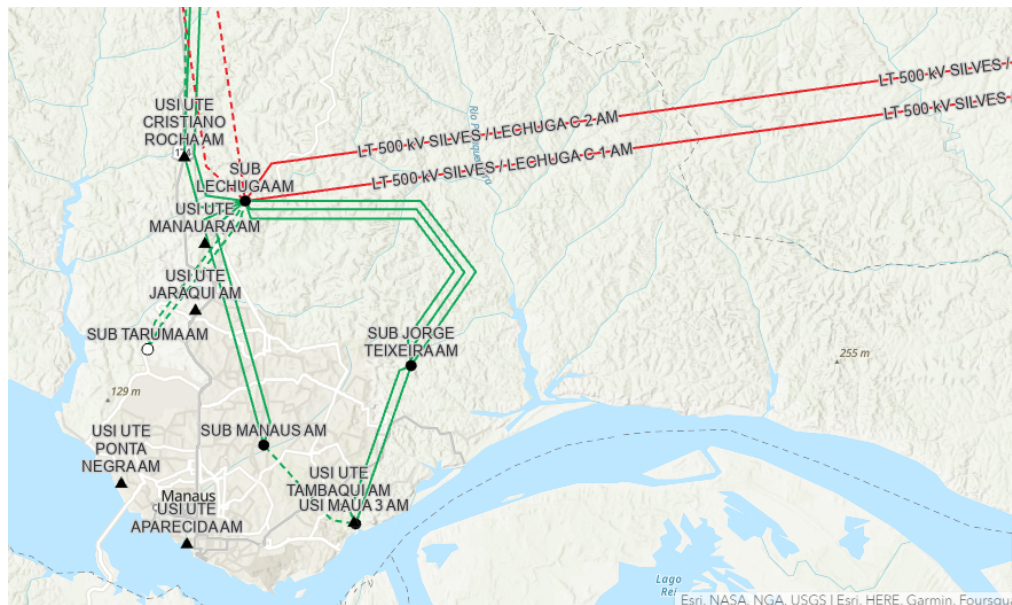 LT 500 kV SILVES /
LT 500 kV SILVES
LT 500 kV SILVES / LECHUGA C 2 AM
LT 500 kV SILVES / LECHUGA C 1 AM
USI UTE
CRISTIANO
ROCHA AM
SUB
LECHUGA AM
USI UTE
MANAUARA AM
USI UTE
JARAQUI AM
SUB TARUMA AM
SUB JORGE
TEIXEIRA AM
255 m
129 m
SUB MANAUS AM
USI UTE
PONTA
NEGRA AM
USI UTE
TAMBAQUI AM
USI MAUA 3 AM
Manaus
USI UTE
APARECIDA AM
Lago
Rei
Esri, NASA, NGA, USGS | Esri, HERE, Garmin, Foursqua